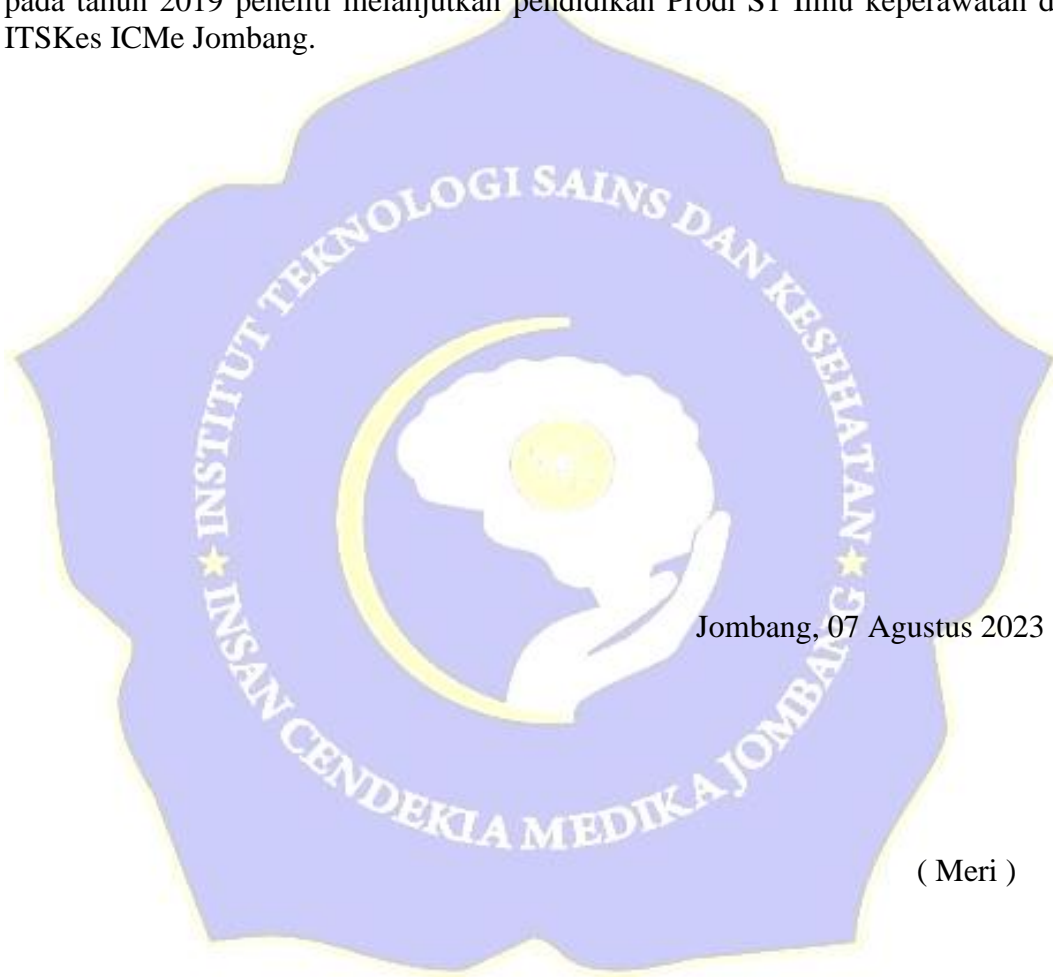 pada tahun 2019 peneliti melanjutkan pendidikan Prodi S1 Ilmu keperawatan d
ITSKes ICMe Jombang.
INSTITUT TEKNOLOGI SAINS DAN KESEHATAN
INSAN CENDEKIA MEDIKA JOMBANG
Jombang, 07 Agustus 2023
( Meri )